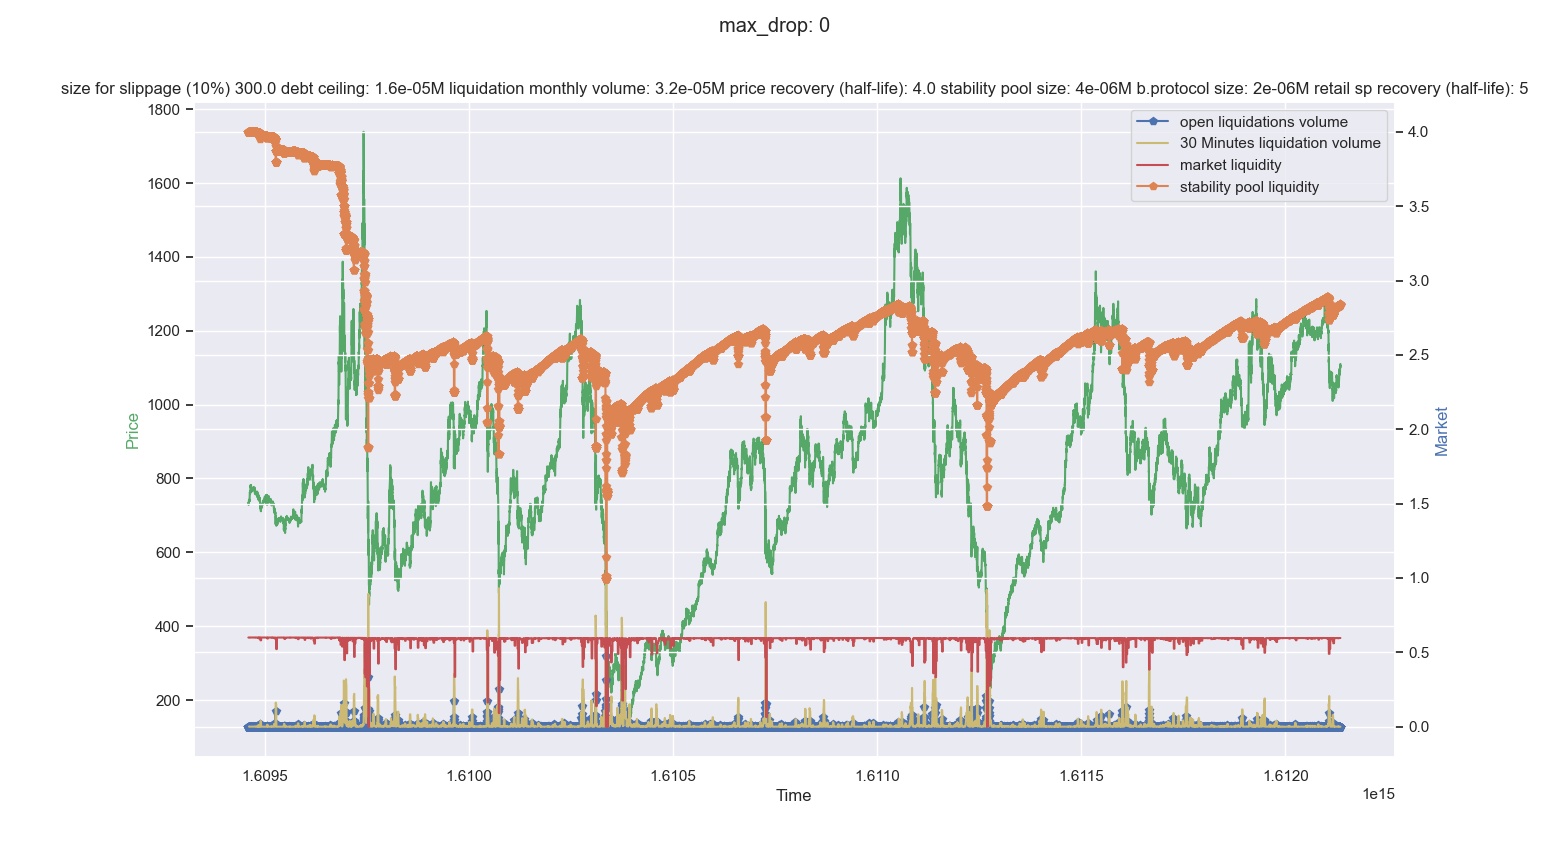 max_drop: 0
size for slippage (10%) 300.0 debt ceiling: 1.6e-05M liquidation monthly volume: 3.2e-05M price recovery (half-life): 4.0 stability pool size: 4e-06M b.protocol size: 2e-06M retail sp recovery (half-life): 5
open liquidations volume
30 Minutes liquidation volume
market liquidity
stability pool liquidity
1800
1600
1400
1200
1000
800
600
400
200
Price
4.0
3.5
3.0
2.5
2.0
1.5
1.0
0.5
0.0
Market
1.6095 1.6100 1.6105 1.6110 1.6115 1.6120
1e15
Time